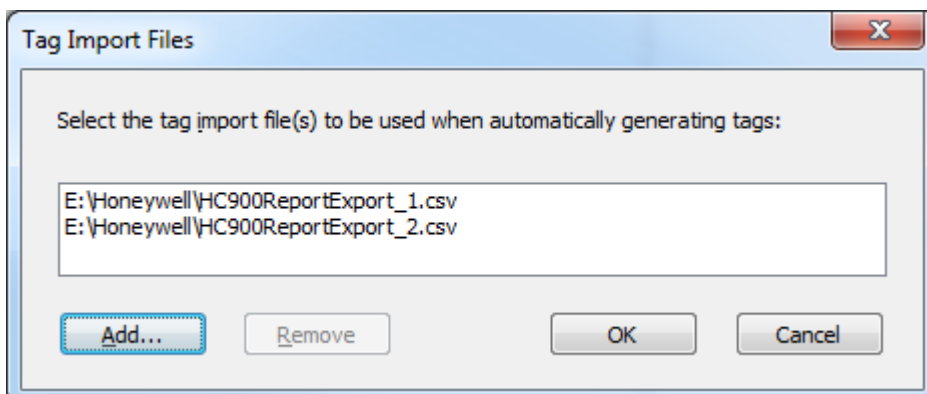 Tag Import Files
Select the tag import file(s) to be used when automatically generating tags:
E:\Honeywell\HC900ReportExport_1.csv
E:\Honeywell\HC900ReportExport_2.csv
Add... Remove OK Cancel